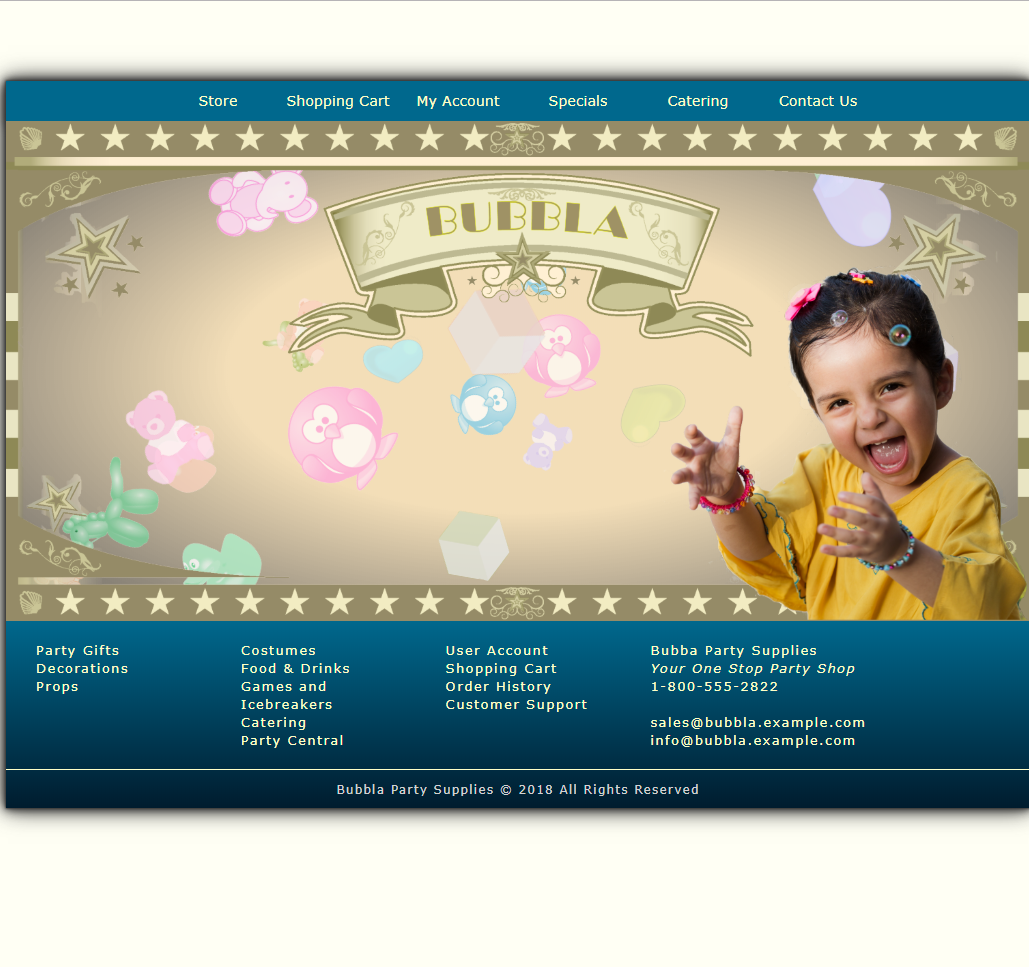 Store Shopping Cart My Account Specials Catering Contact Us
BUBBLA
Party Gifts
Decorations
Props
Costumes
Food & Drinks
Games and
Icebreakers
Catering
Party Central
User Account
Shopping Cart
Order History
Customer Support
Bubba Party Supplies
Your One Stop Party Shop
1-800-555-2822
sales@bubbla.example.com
info@bubbla.example.com
Bubbla Party Supplies © 2018 All Rights Reserved